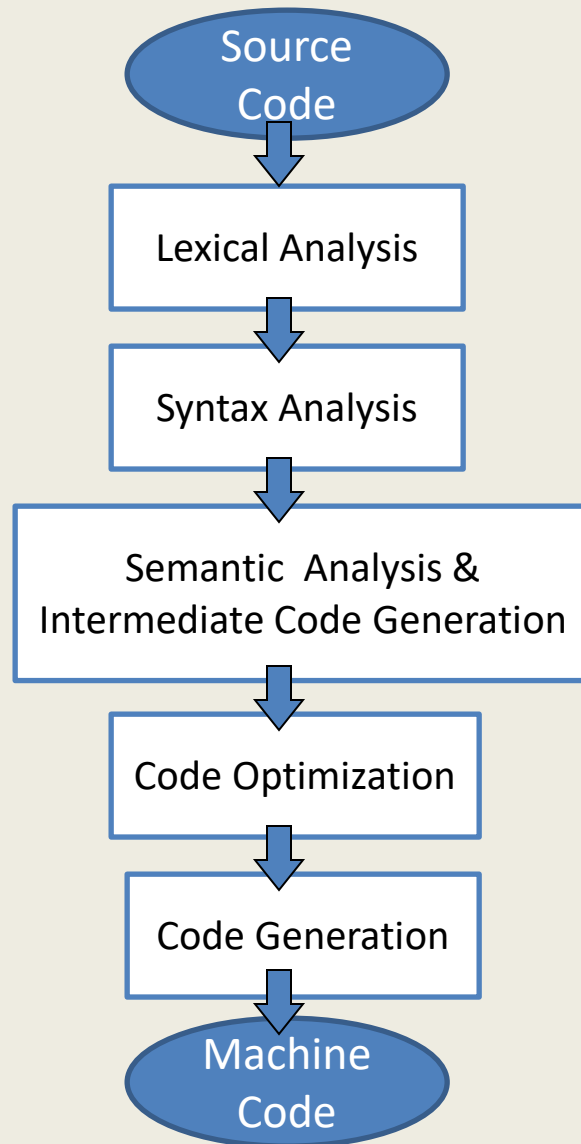 Source
Code
Lexical Analysis
Syntax Analysis
Semantic  Analysis &
Intermediate Code Generation
Code Optimization
Code Generation
Machine
Code